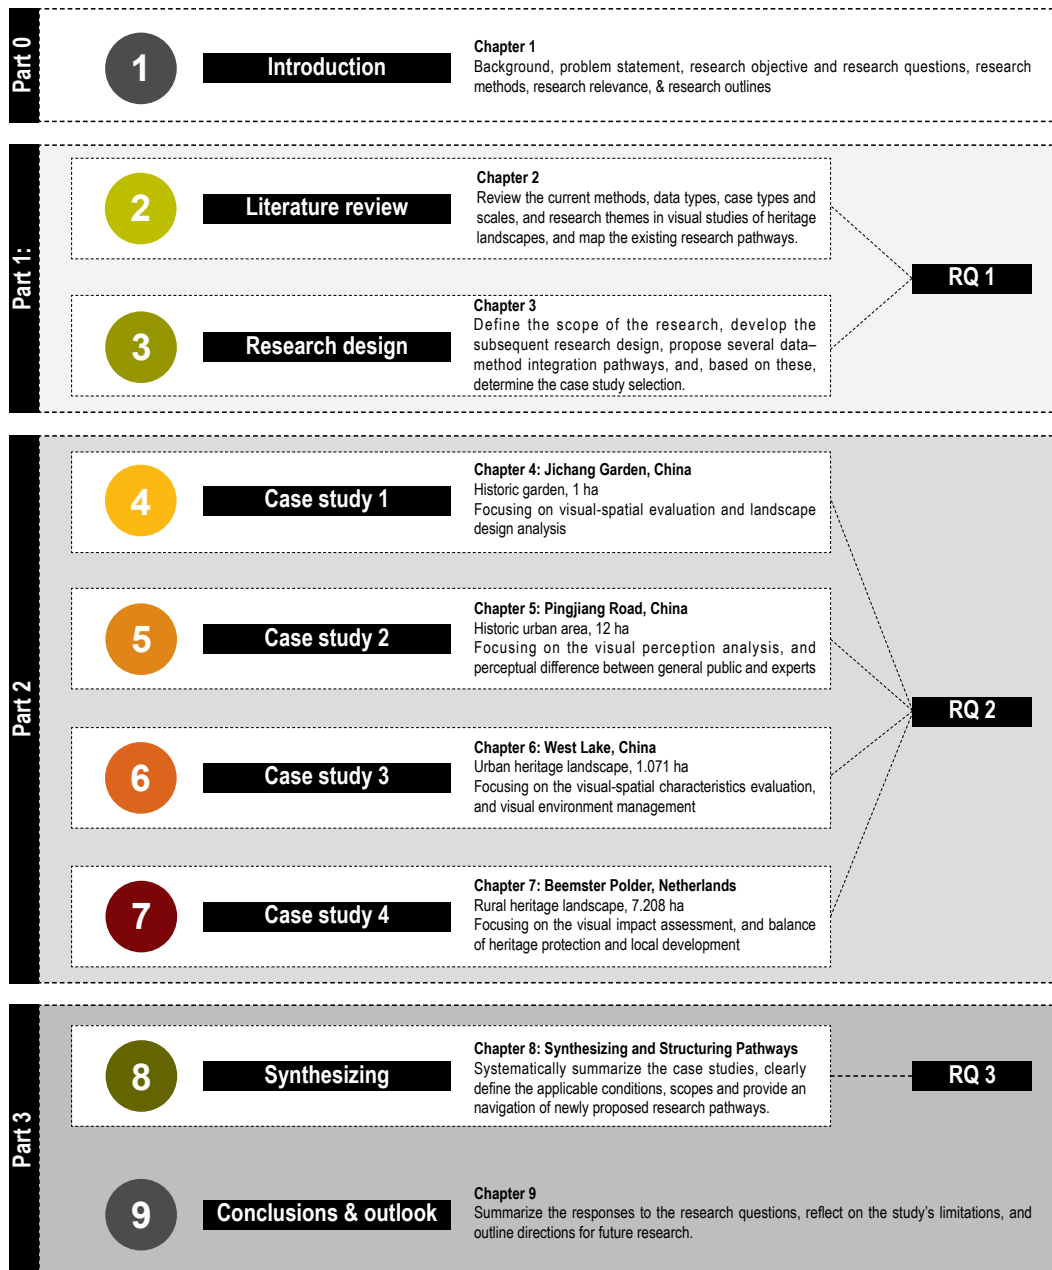 Part 0
1
Introduction
Chapter 1
Background, problem statement, research objective and research questions, research
methods, research relevance, & research outlines
Part 1:
2
Literature review
Chapter 2
Review the current methods, data types, case types and
scales, and research themes in visual studies of heritage
landscapes, and map the existing research pathways.
3
Research design
Chapter 3
Define the scope of the research, develop the
subsequent research design, propose several data–
method integration pathways, and, based on these,
determine the case study selection.
RQ 1
Part 2
4
Case study 1
Chapter 4: Jichang Garden, China
Historic garden, 1 ha
Focusing on visual-spatial evaluation and landscape
design analysis
5
Case study 2
Chapter 5: Pingjiang Road, China
Historic urban area, 12 ha
Focusing on the visual perception analysis, and
perceptual difference between general public and experts
6
Case study 3
Chapter 6: West Lake, China
Urban heritage landscape, 1.071 ha
Focusing on the visual-spatial characteristics evaluation,
and visual environment management
7
Case study 4
Chapter 7: Beemster Polder, Netherlands
Rural heritage landscape, 7.208 ha
Focusing on the visual impact assessment, and balance
of heritage protection and local development
RQ 2
Part 3
8
Synthesizing
Chapter 8: Synthesizing and Structuring Pathways
Systematically summarize the case studies, clearly
define the applicable conditions, scopes and provide an
navigation of newly proposed research pathways.
RQ 3
9
Conclusions & outlook
Chapter 9
Summarize the responses to the research questions, reflect on the study's limitations, and
outline directions for future research.